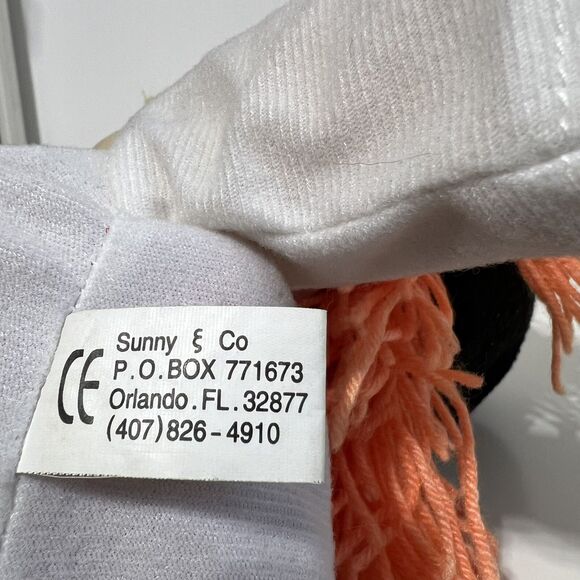 CE
Sunny ξ Co
P.O.BOX 771673
Orlando.FL.32877
(407)826-4910